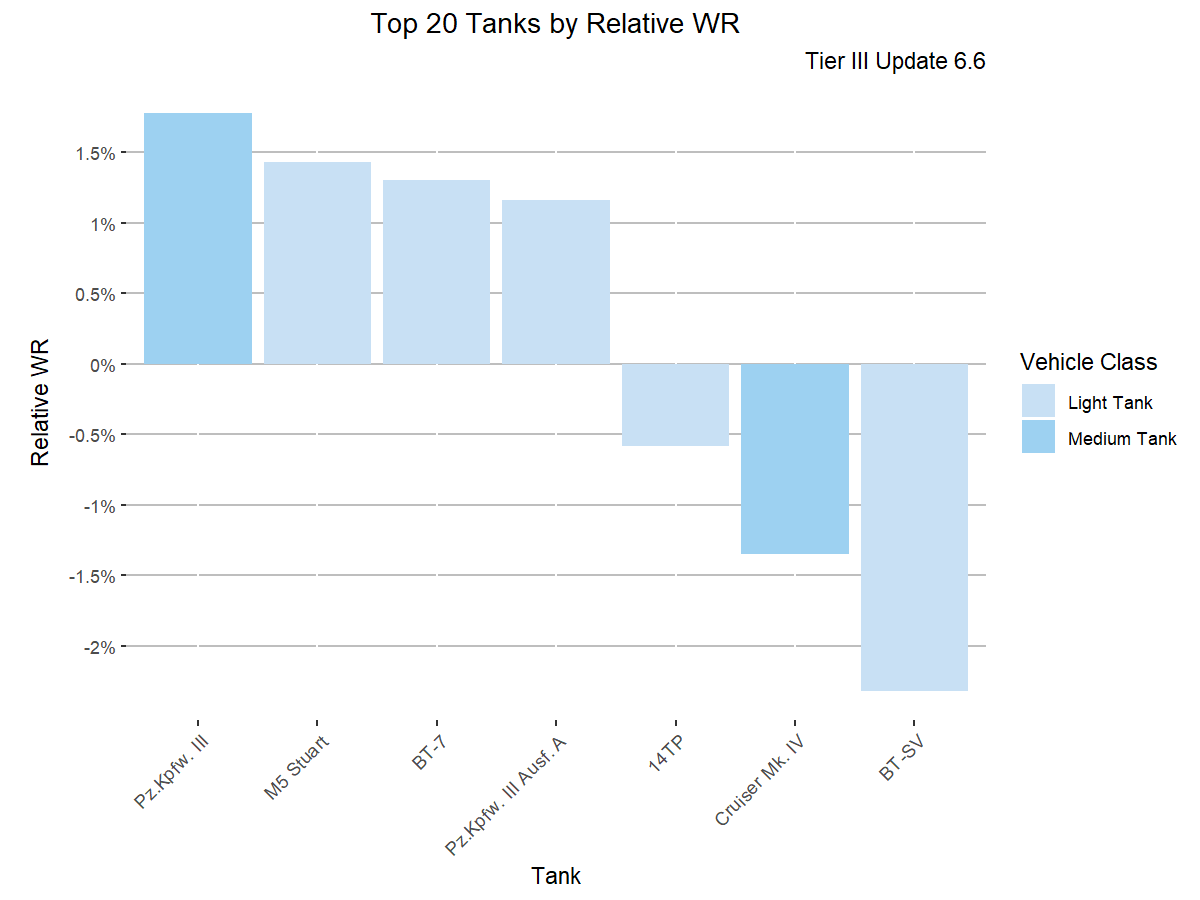 Top 20 Tanks by Relative WR
Tier III Update 6.6
Relative WR
1.5%
1%
0.5%
0%
-0.5%
-1%
-1.5%
-2%
Pz.Kpfw. III
M5 Stuart
BT-7
Pz.Kpfw. III Ausf. A
14TP
Cruiser Mk. IV
BT-SV
Tank
Vehicle Class
Light Tank
Medium Tank